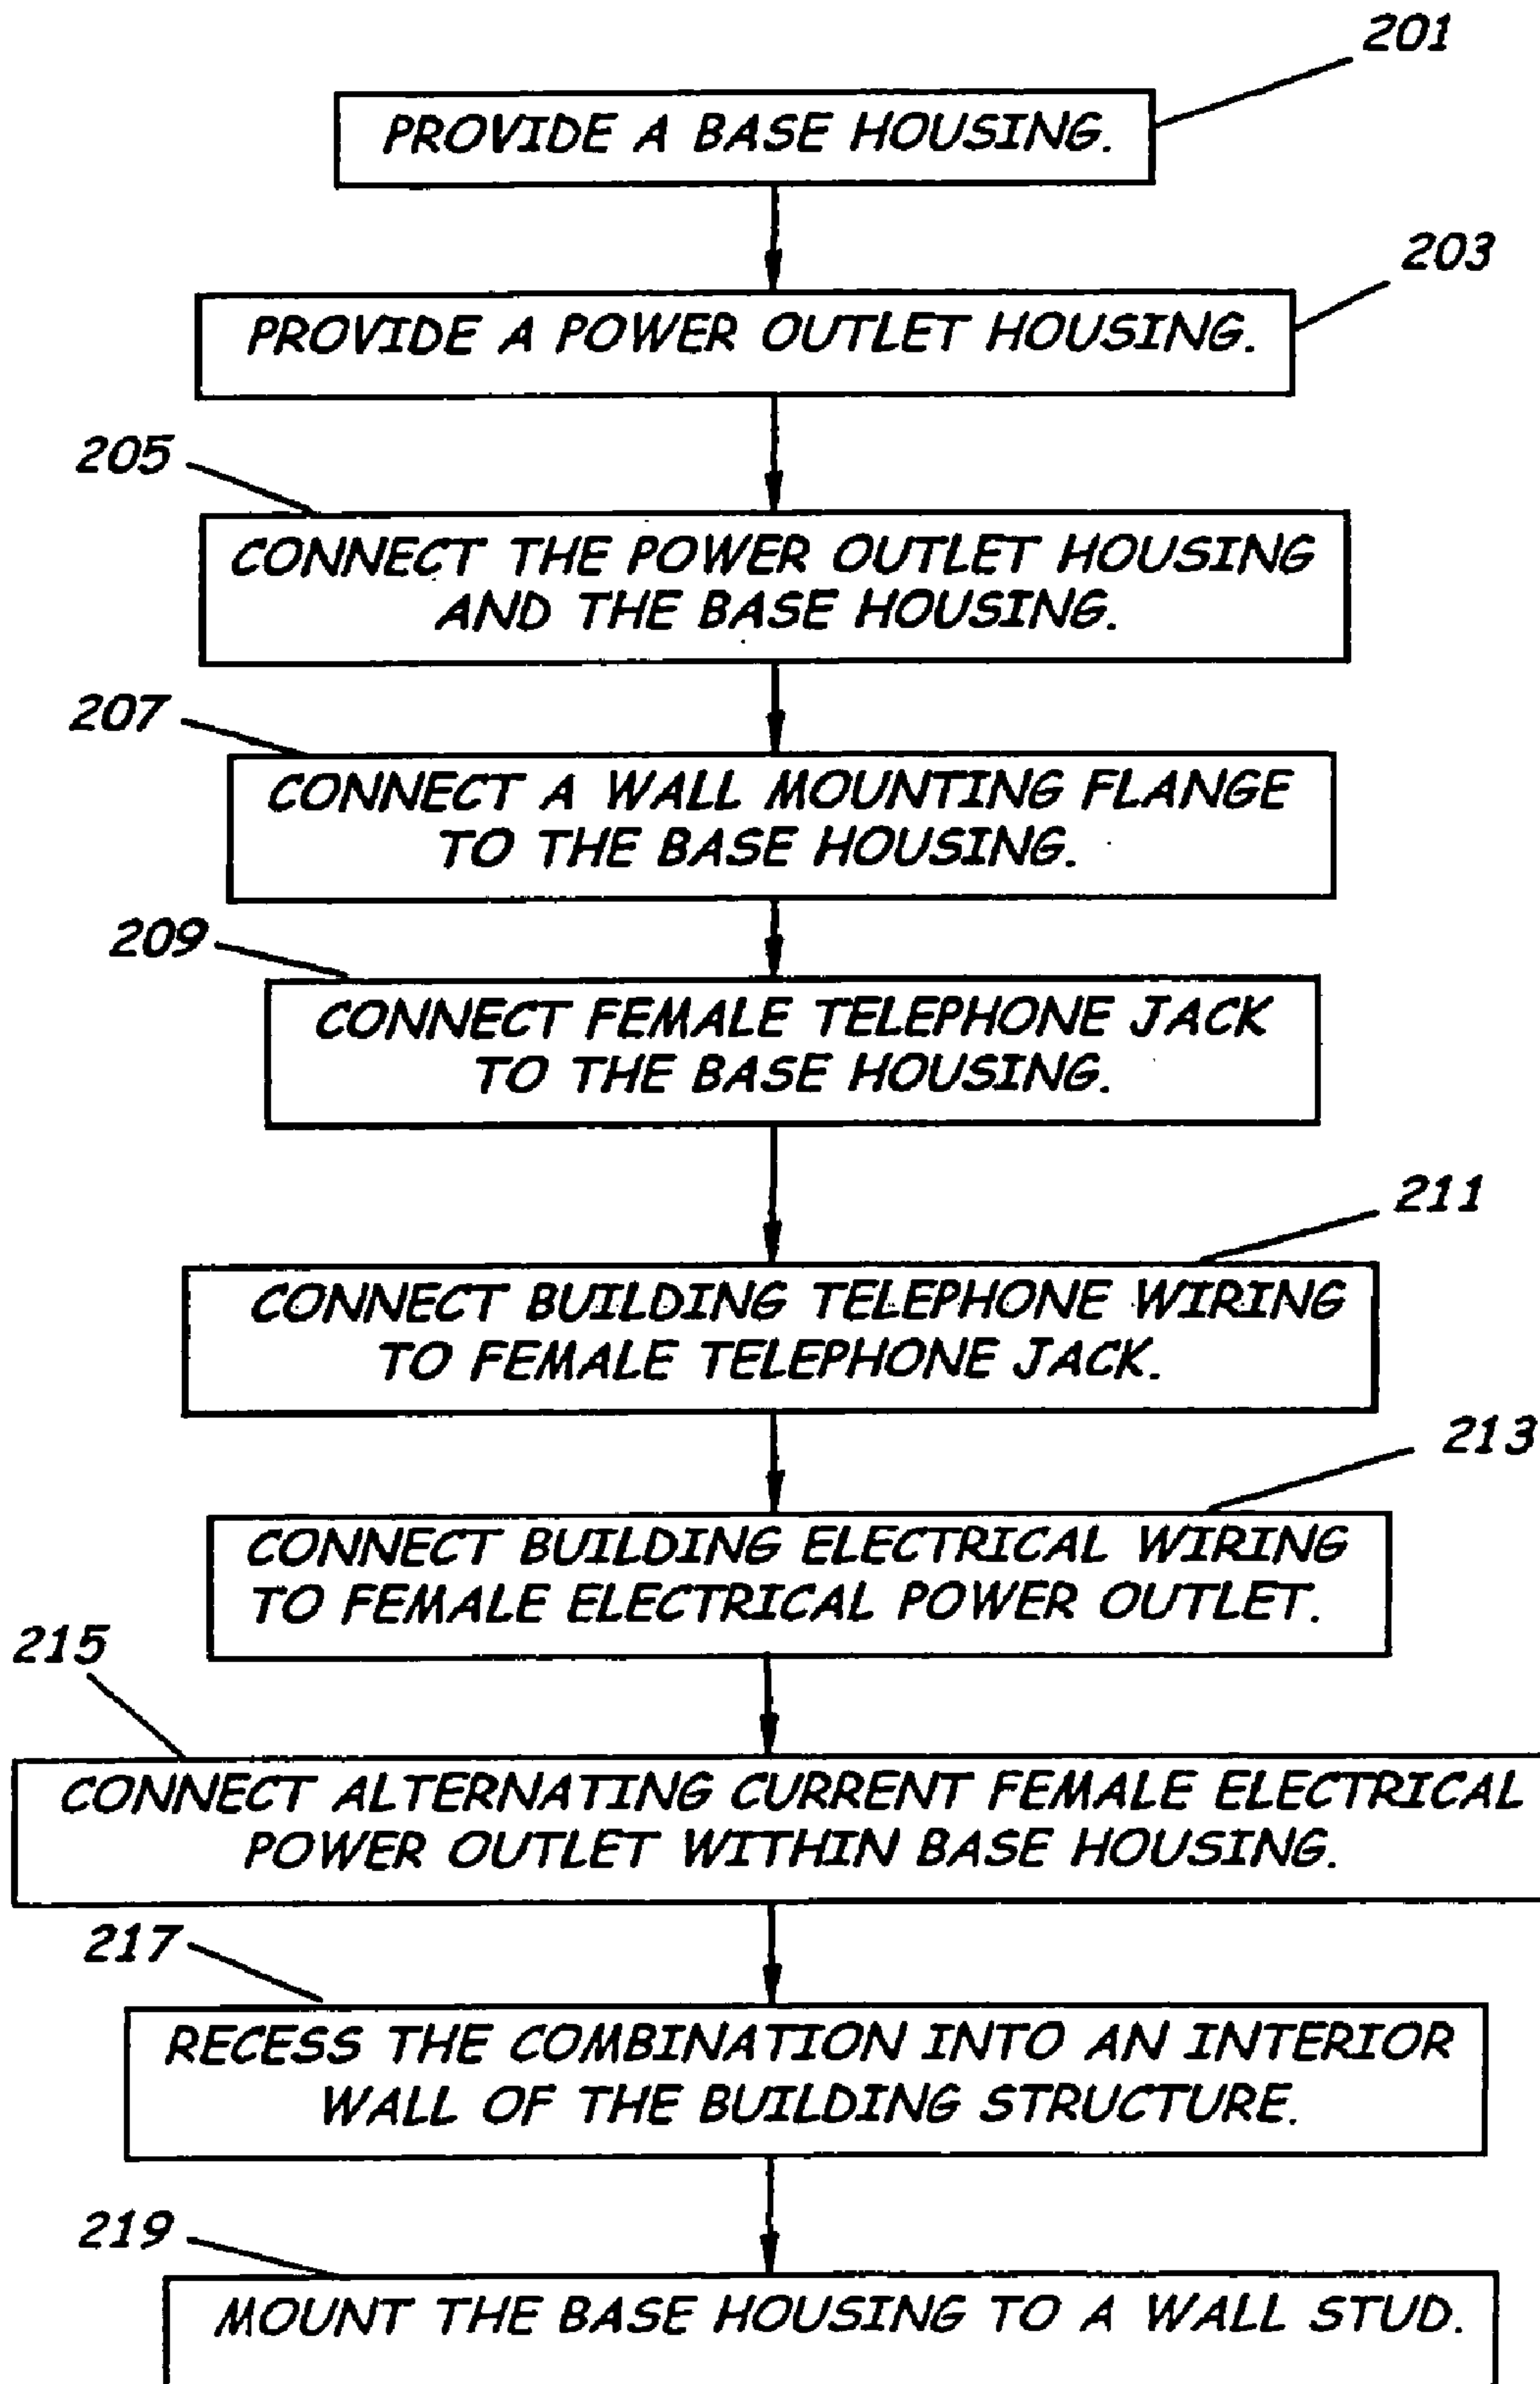 201
PROVIDE A BASE HOUSING.
203
PROVIDE A POWER OUTLET HOUSING.
205
CONNECT THE POWER OUTLET HOUSING
AND THE BASE HOUSING.
207
CONNECT A WALL MOUNTING FLANGE
TO THE BASE HOUSING.
209
CONNECT FEMALE TELEPHONE JACK
TO THE BASE HOUSING.
211
CONNECT BUILDING TELEPHONE WIRING
TO FEMALE TELEPHONE JACK.
213
CONNECT BUILDING ELECTRICAL WIRING
TO FEMALE ELECTRICAL POWER OUTLET.
215
CONNECT ALTERNATING CURRENT FEMALE ELECTRICAL
POWER OUTLET WITHIN BASE HOUSING.
217
RECESS THE COMBINATION INTO AN INTERIOR
WALL OF THE BUILDING STRUCTURE.
219
MOUNT THE BASE HOUSING TO A WALL STUD.